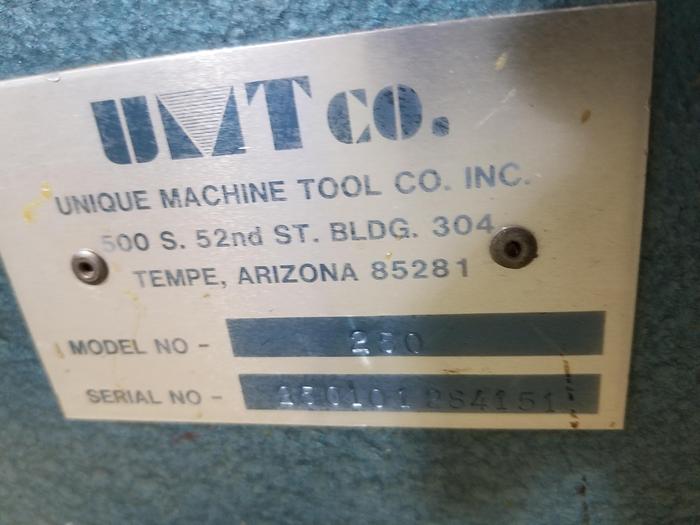 UMT CO.
UNIQUE MACHINE TOOL CO. INC.
500 S. 52nd ST. BLDG. 304
TEMPE, ARIZONA 85281
MODEL NO - 250
SERIAL NO -